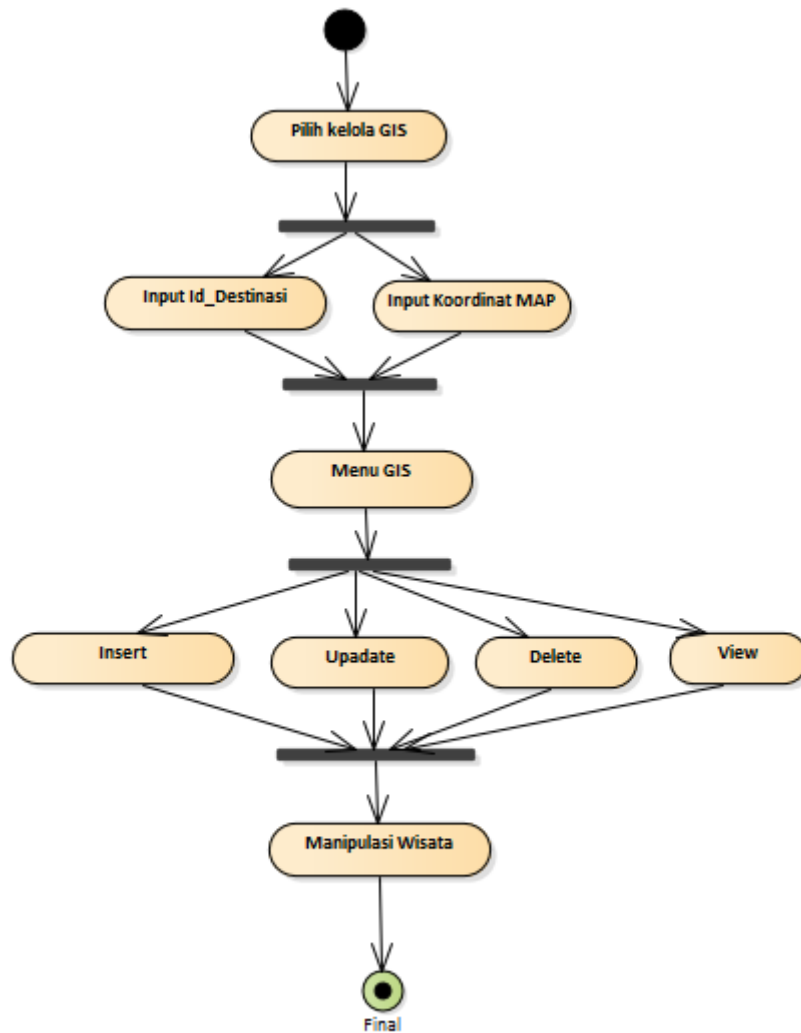 Pilih kelola GIS
Input Id_Destinasi
Input Koordinat MAP
Menu GIS
Insert
Upadate
Delete
View
Manipulasi Wisata
Final